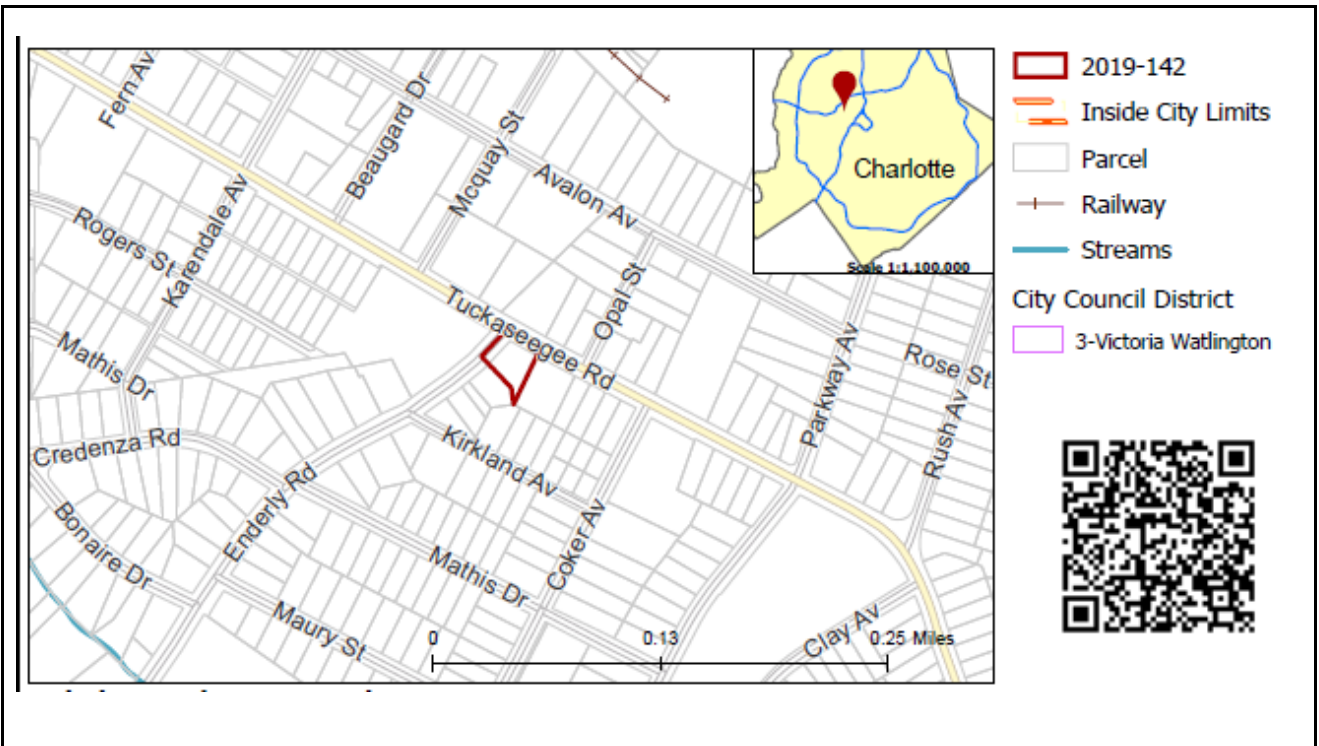 Fern Av
Beaugard Dr
Mcquay St
Avalon Av
Rogers St
Karendale Av
Tuckaseegee Rd
Opal St
Mathis Dr
Parkway Av
Rose St
Rush Av
Credenza Rd
Kirkland Av
Enderly Rd
Bonaire Dr
Mathis Dr
Coker Av
Maury St
Clay Av
0
0.13
0.25 Miles
Charlotte
Scale 1:1,100,000
2019-142
Inside City Limits
Parcel
Railway
Streams
City Council District
3-Victoria Watlington